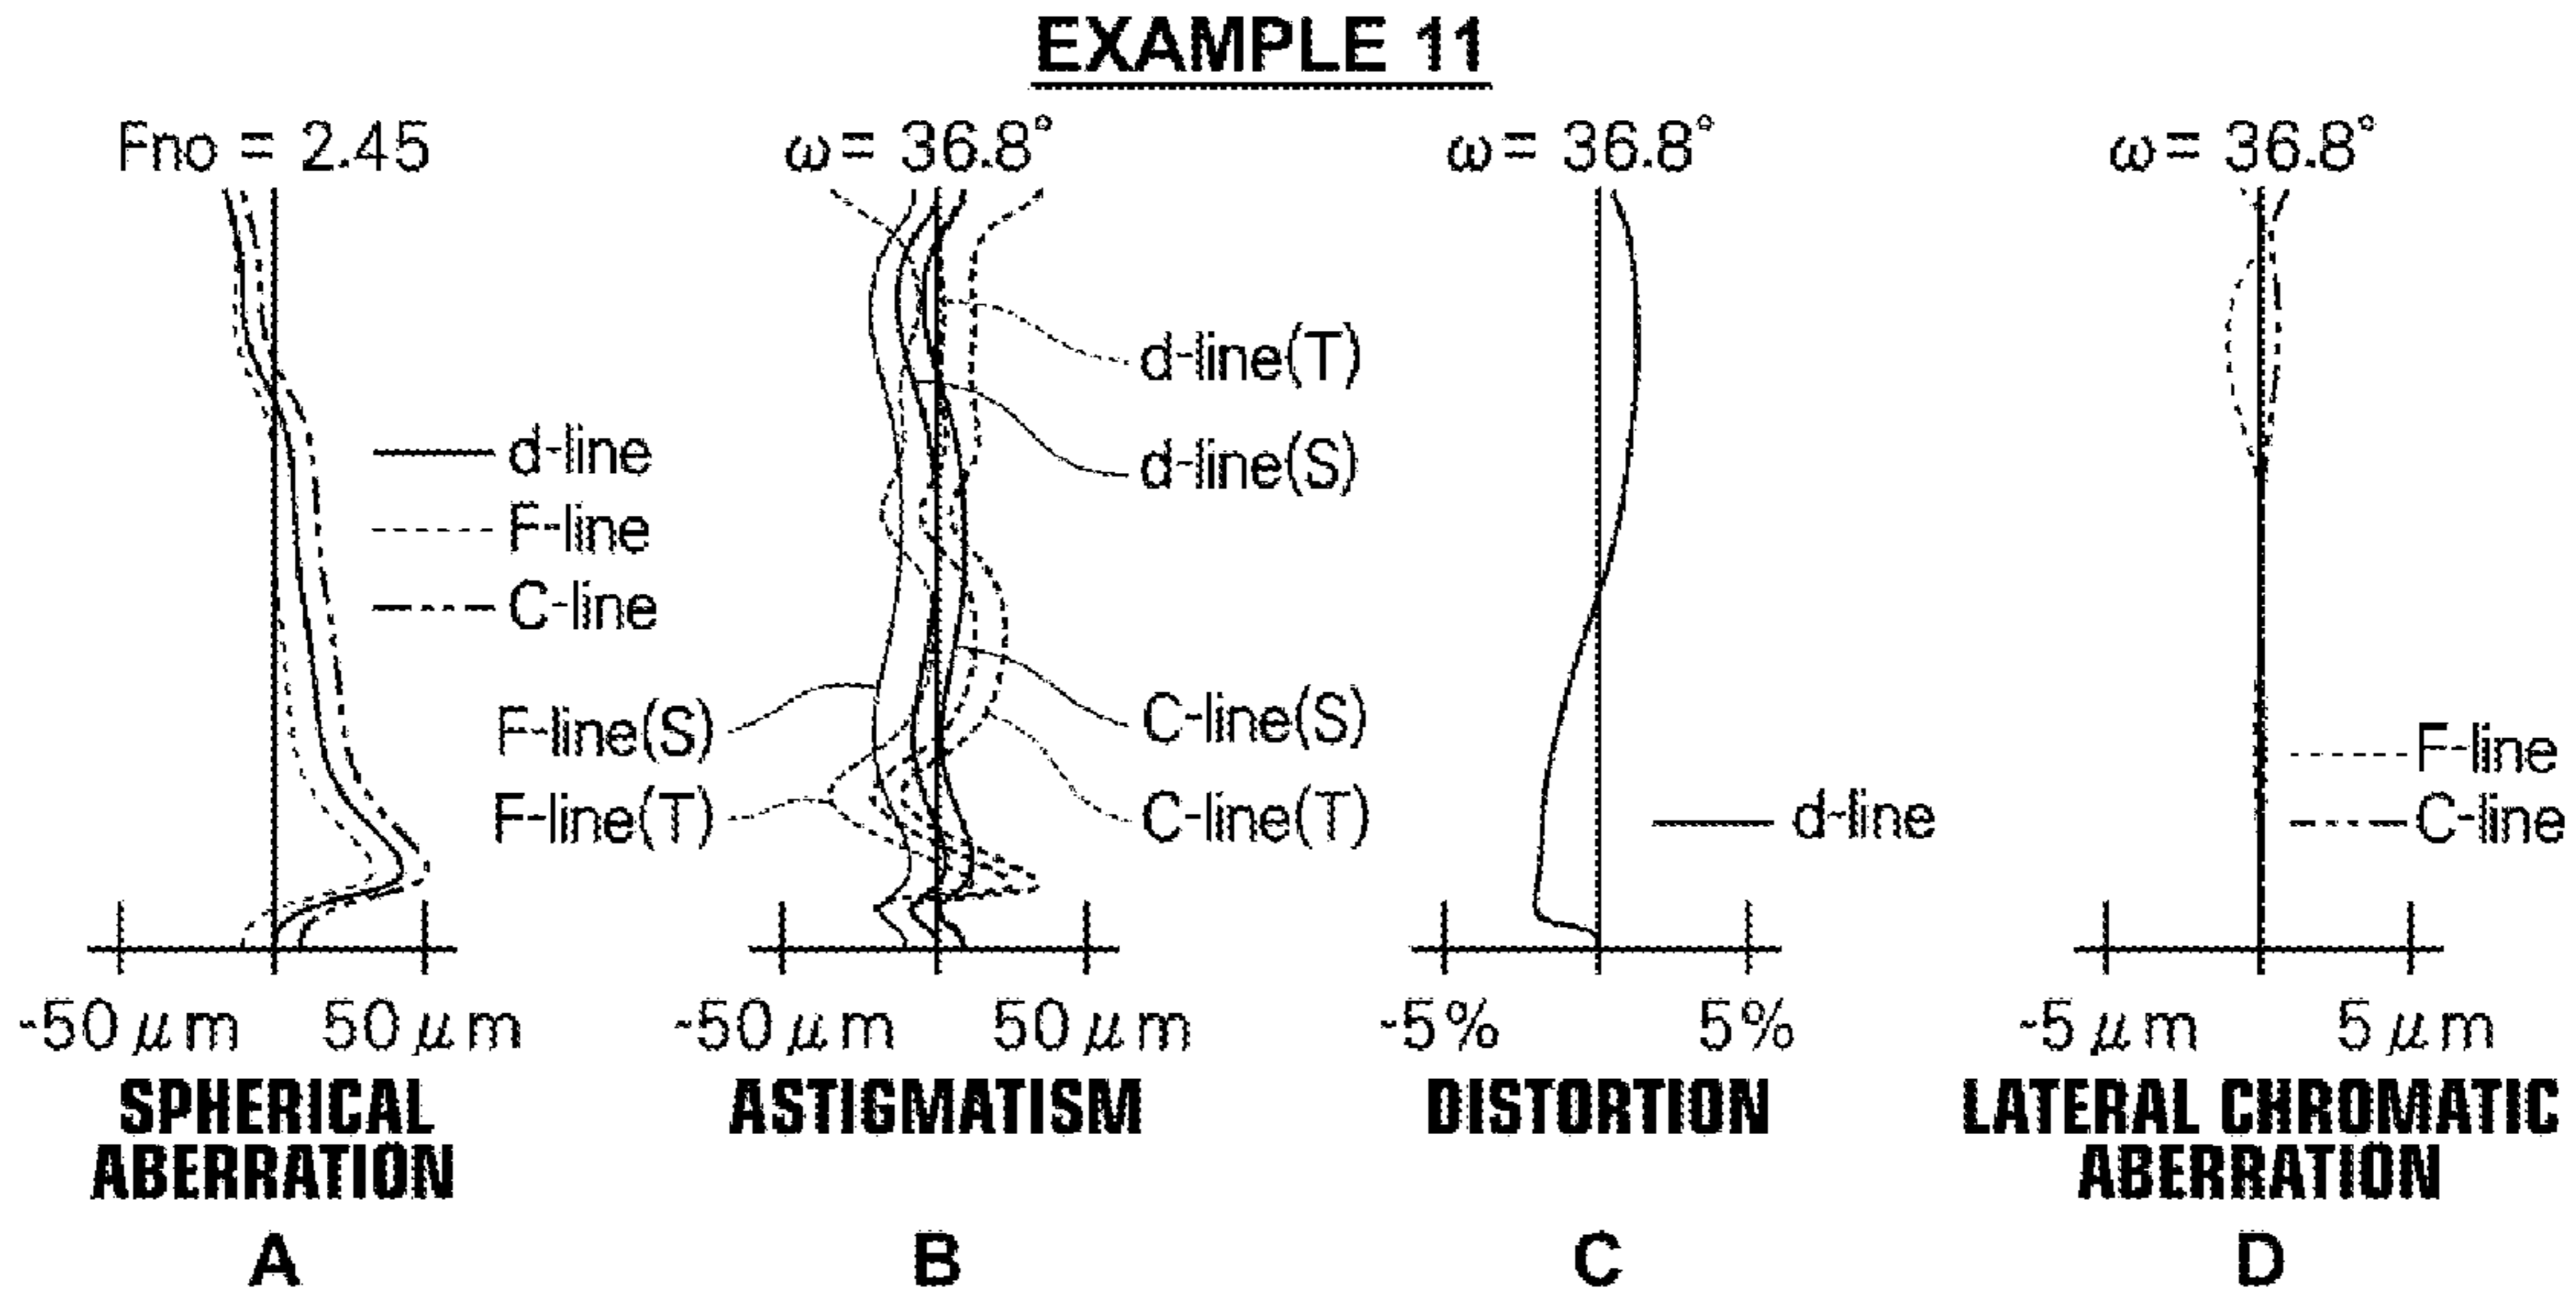 EXAMPLE 11
Fno = 2.45
d-line
F-line
C-line
-50 μm
50 μm
SPHERICAL
ABERRATION
A
ω= 36.8°
d-line(T)
d-line(S)
F-line(S)
F-line(T)
C-line(S)
C-line(T)
-50 μm
50 μm
ASTIGMATISM
B
ω= 36.8°
d-line
-5%
5%
DISTORTION
C
ω= 36.8°
F-line
C-line
-5 μm
5 μm
LATERAL CHROMATIC
ABERRATION
D